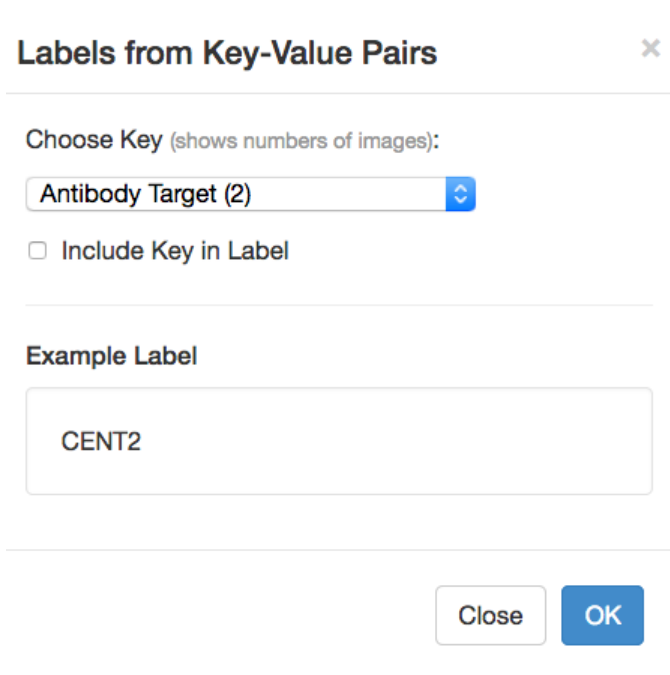 Labels from Key-Value Pairs ×
Choose Key (shows numbers of images):
Antibody Target (2)
Include Key in Label
Example Label
CENT2
Close OK